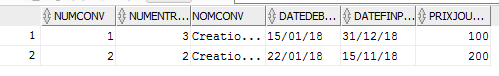 NUMCONV NUMENTR... NOMCONV DATEDEB... DATEFINP... PRIXJOU...
1 1 3 Creatio... 15/01/18 31/12/18 100
2 2 2 Creatio... 22/01/18 15/11/18 200